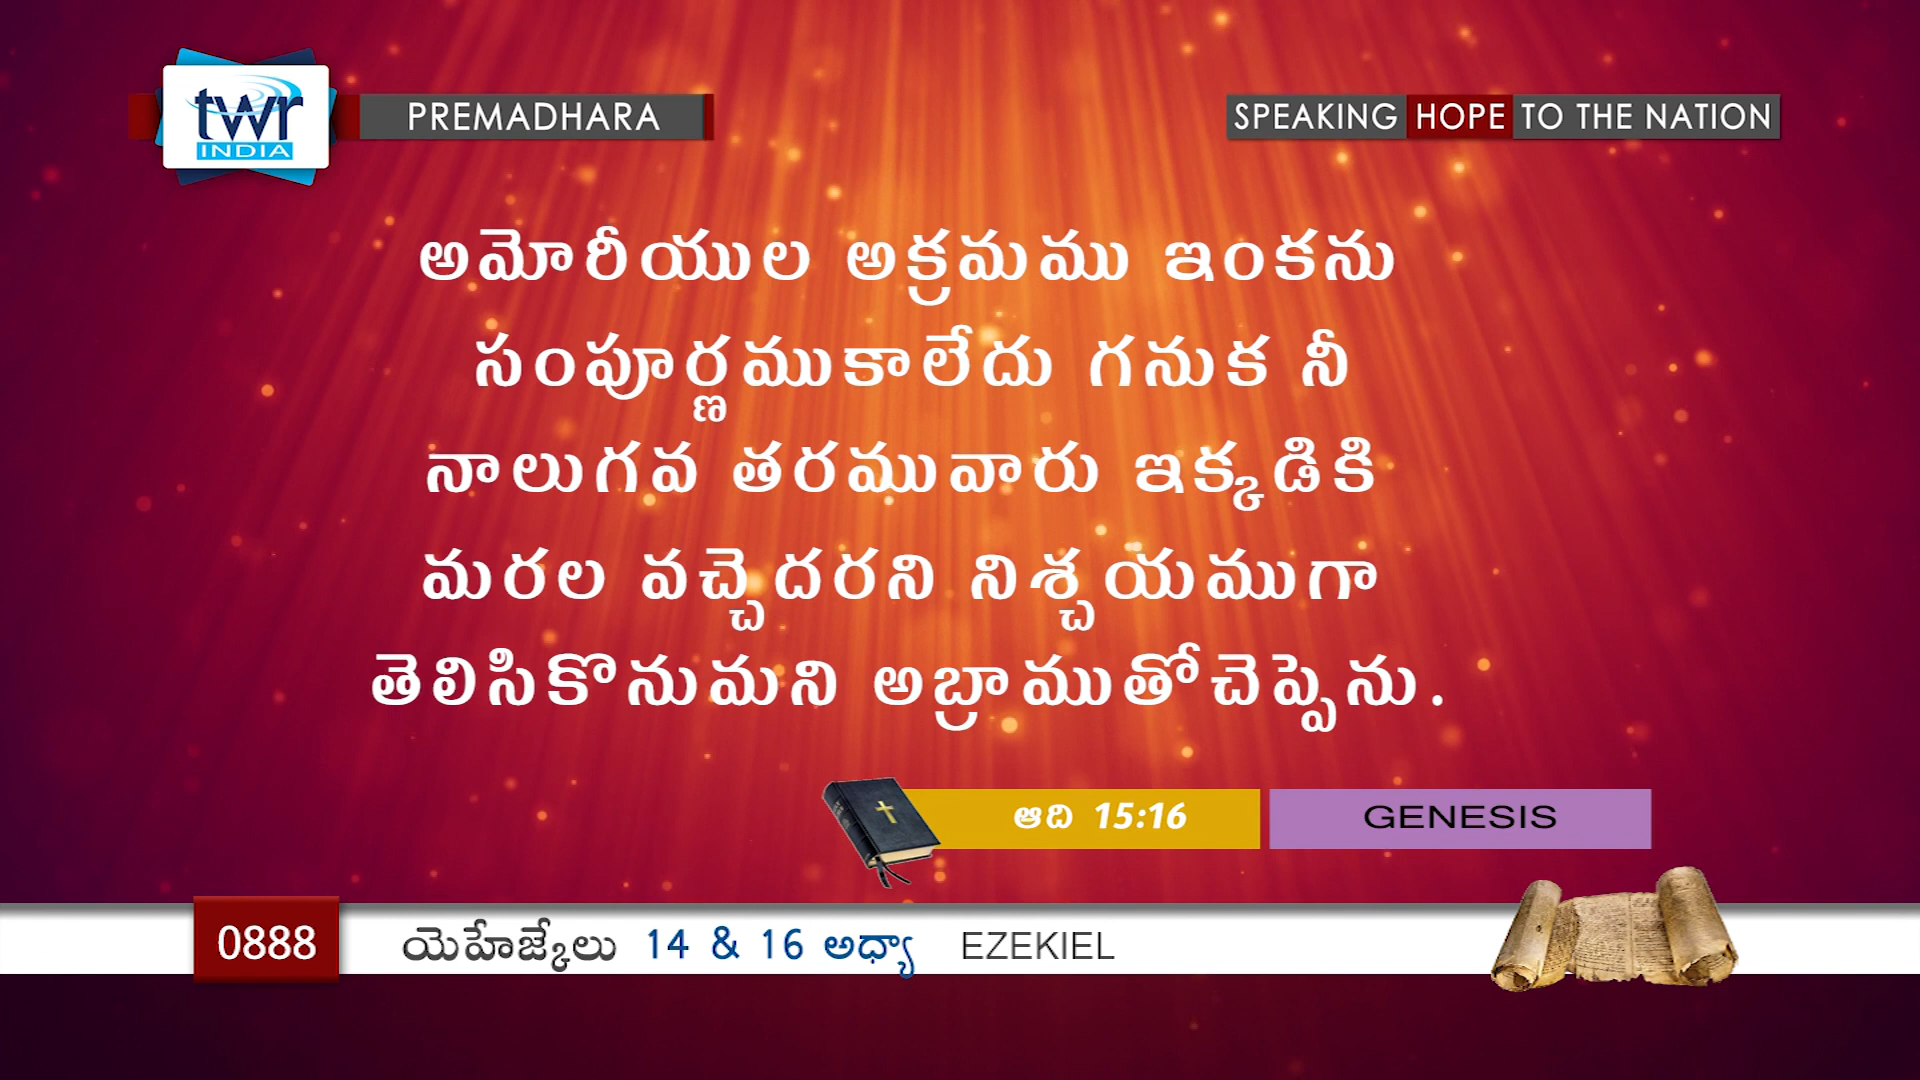 twr
INDIA
PREMADHARA
SPEAKING HOPE TO THE NATION
అమోరీయుల అక్రమము ఇంకను
సంపూర్ణముకాలేదు గనుక నీ
నాలుగవ తరమువారు ఇక్కడికి
మరల వచ్చెదరని నిశ్చయముగా
తెలిసికొనుమని అబ్రాముతోచెప్పెను.
ఆది 15:16
GENESIS
0888
యెహేజ్కేలు 14 & 16 అధ్యా EZEKIEL